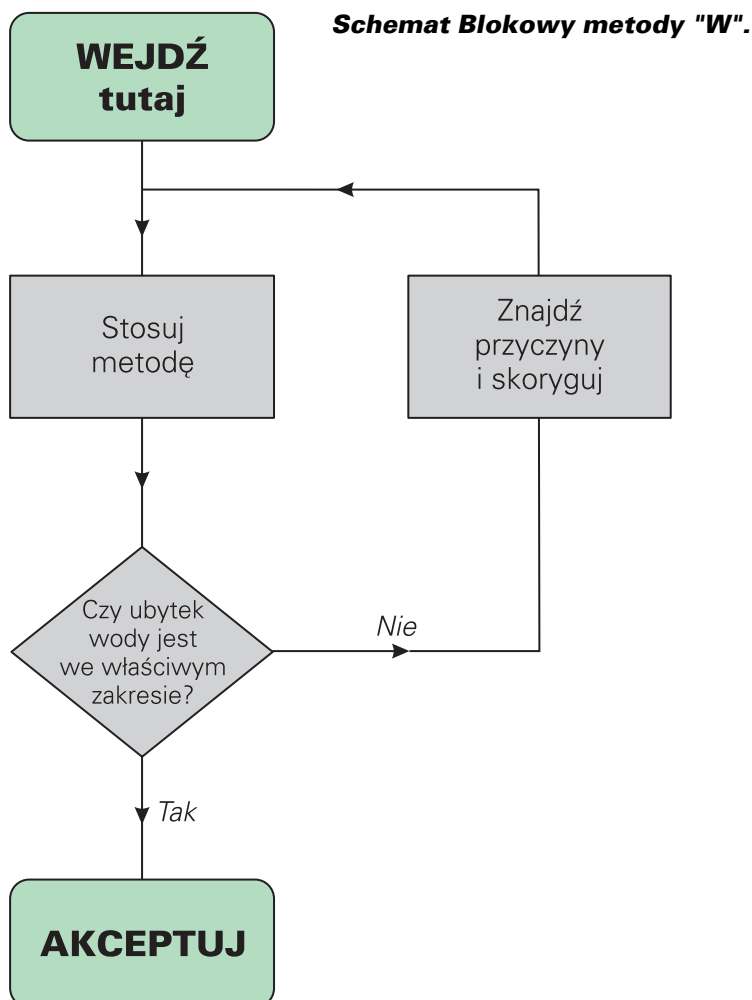 Schemat Blokowy metody "W".
WEJDŹ
tutaj
Stosuj
metodę
Znajdź
przyczyny
i skoryguj
Czy ubytek
wody jest
we właściwym
zakresie?
Nie
Tak
AKCEPTUJ